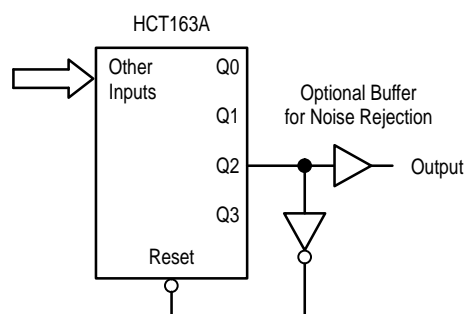 HCT163A
Other
Inputs
Q0
Q1
Q2
Q3
Reset
Optional Buffer
for Noise Rejection
Output